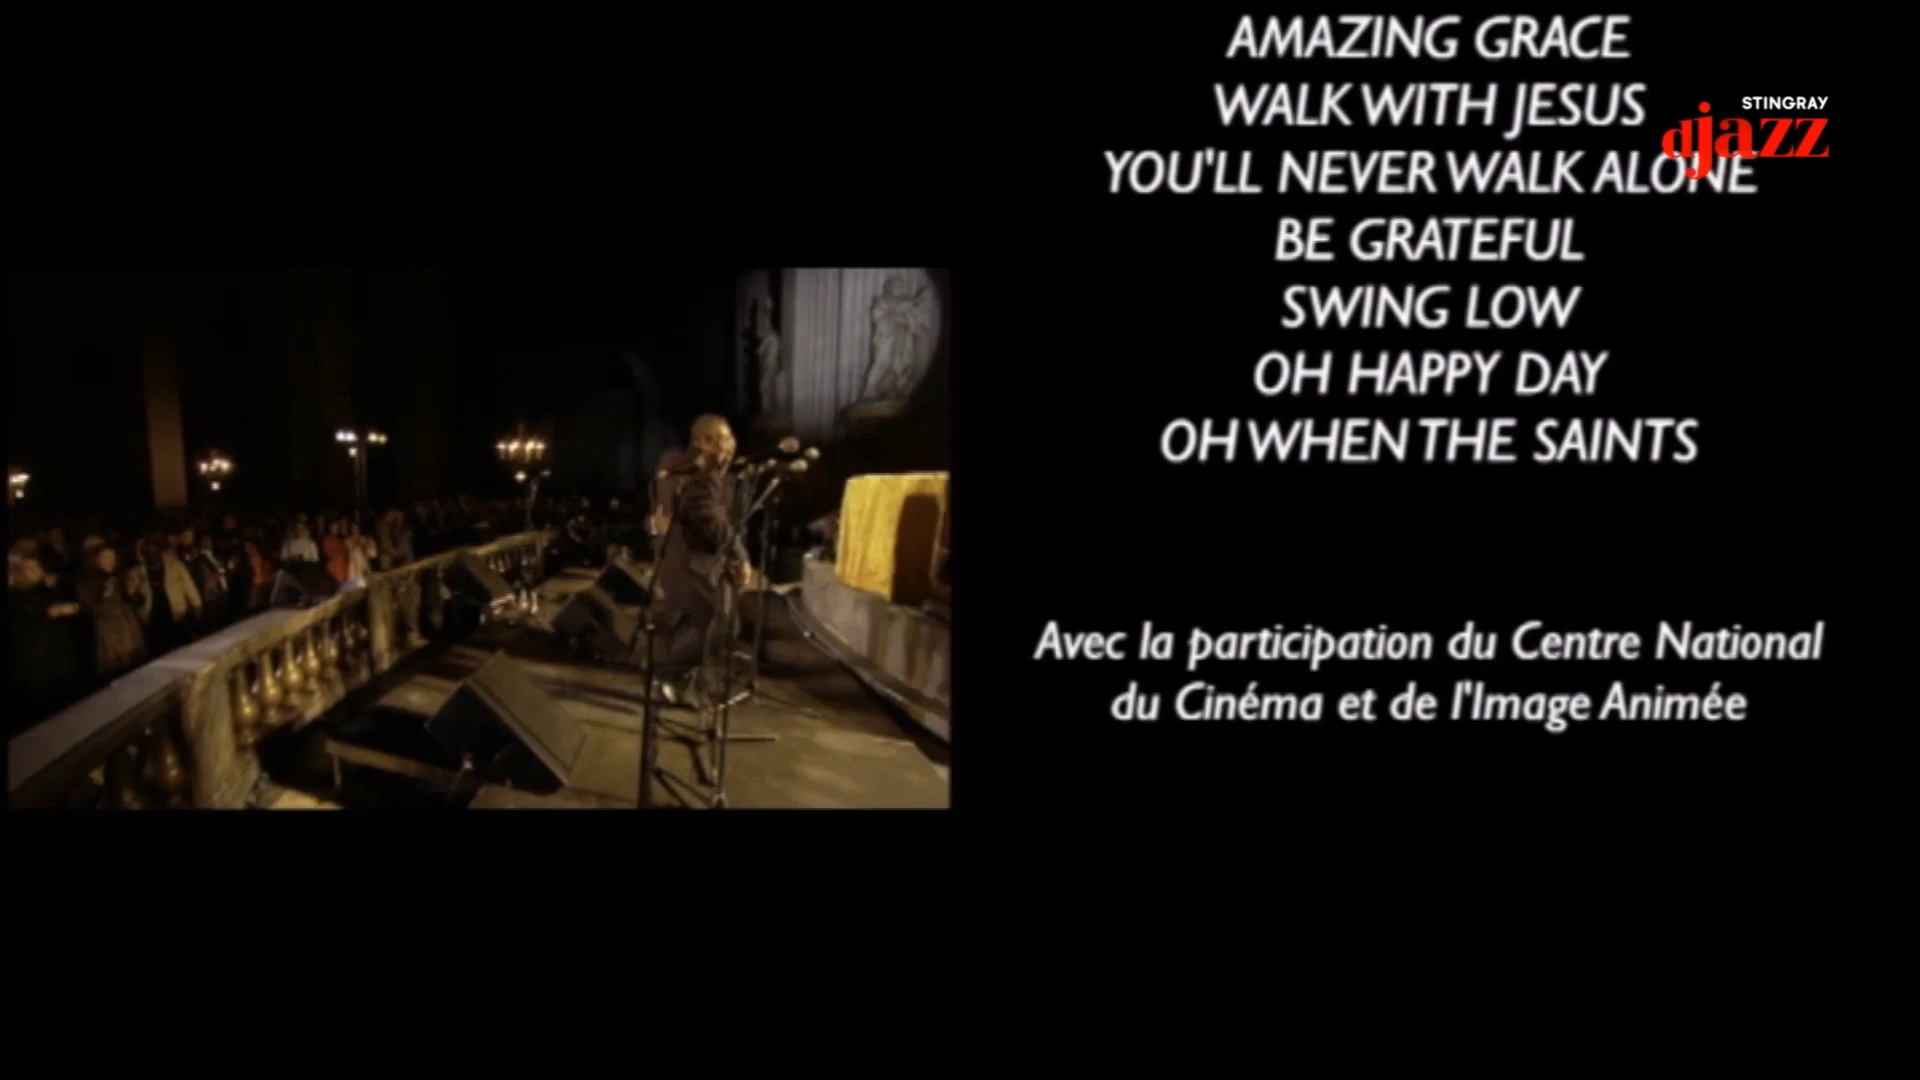 AMAZING GRACE
WALK WITH JESUS
STINGRAY
djazz
YOU'LL NEVER WALK ALONE
BE GRATEFUL
SWING LOW
OH HAPPY DAY
OH WHEN THE SAINTS
Avec la participation du Centre National
du Cinéma et de l'Image Animée